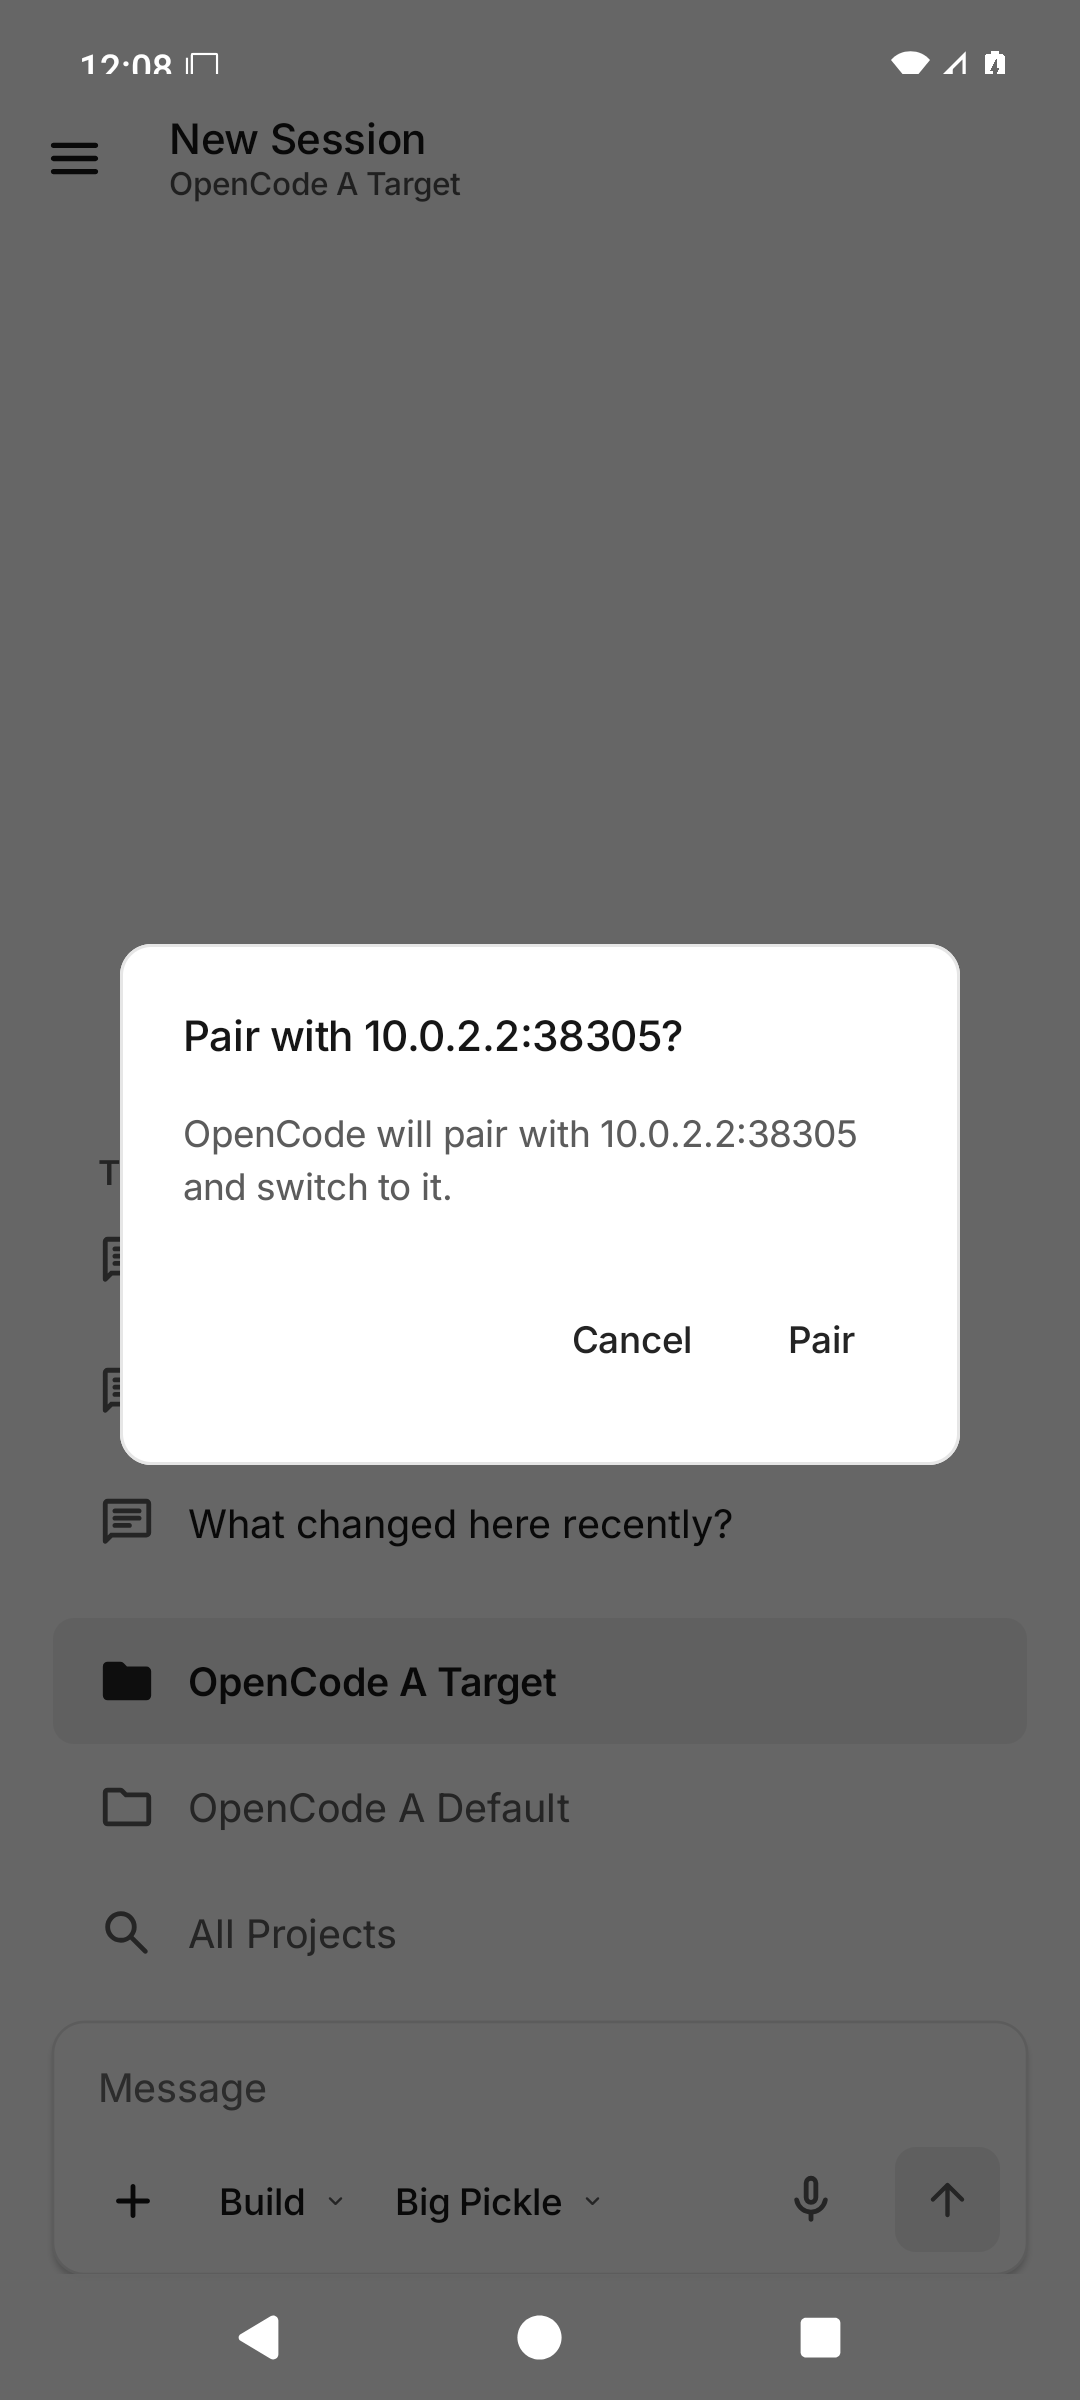 12:08
New Session
OpenCode A Target
Pair with 10.0.2.2:38305?
OpenCode will pair with 10.0.2.2:38305
and switch to it.
Cancel
Pair
What changed here recently?
OpenCode A Target
OpenCode A Default
All Projects
Message
Build
Big Pickle